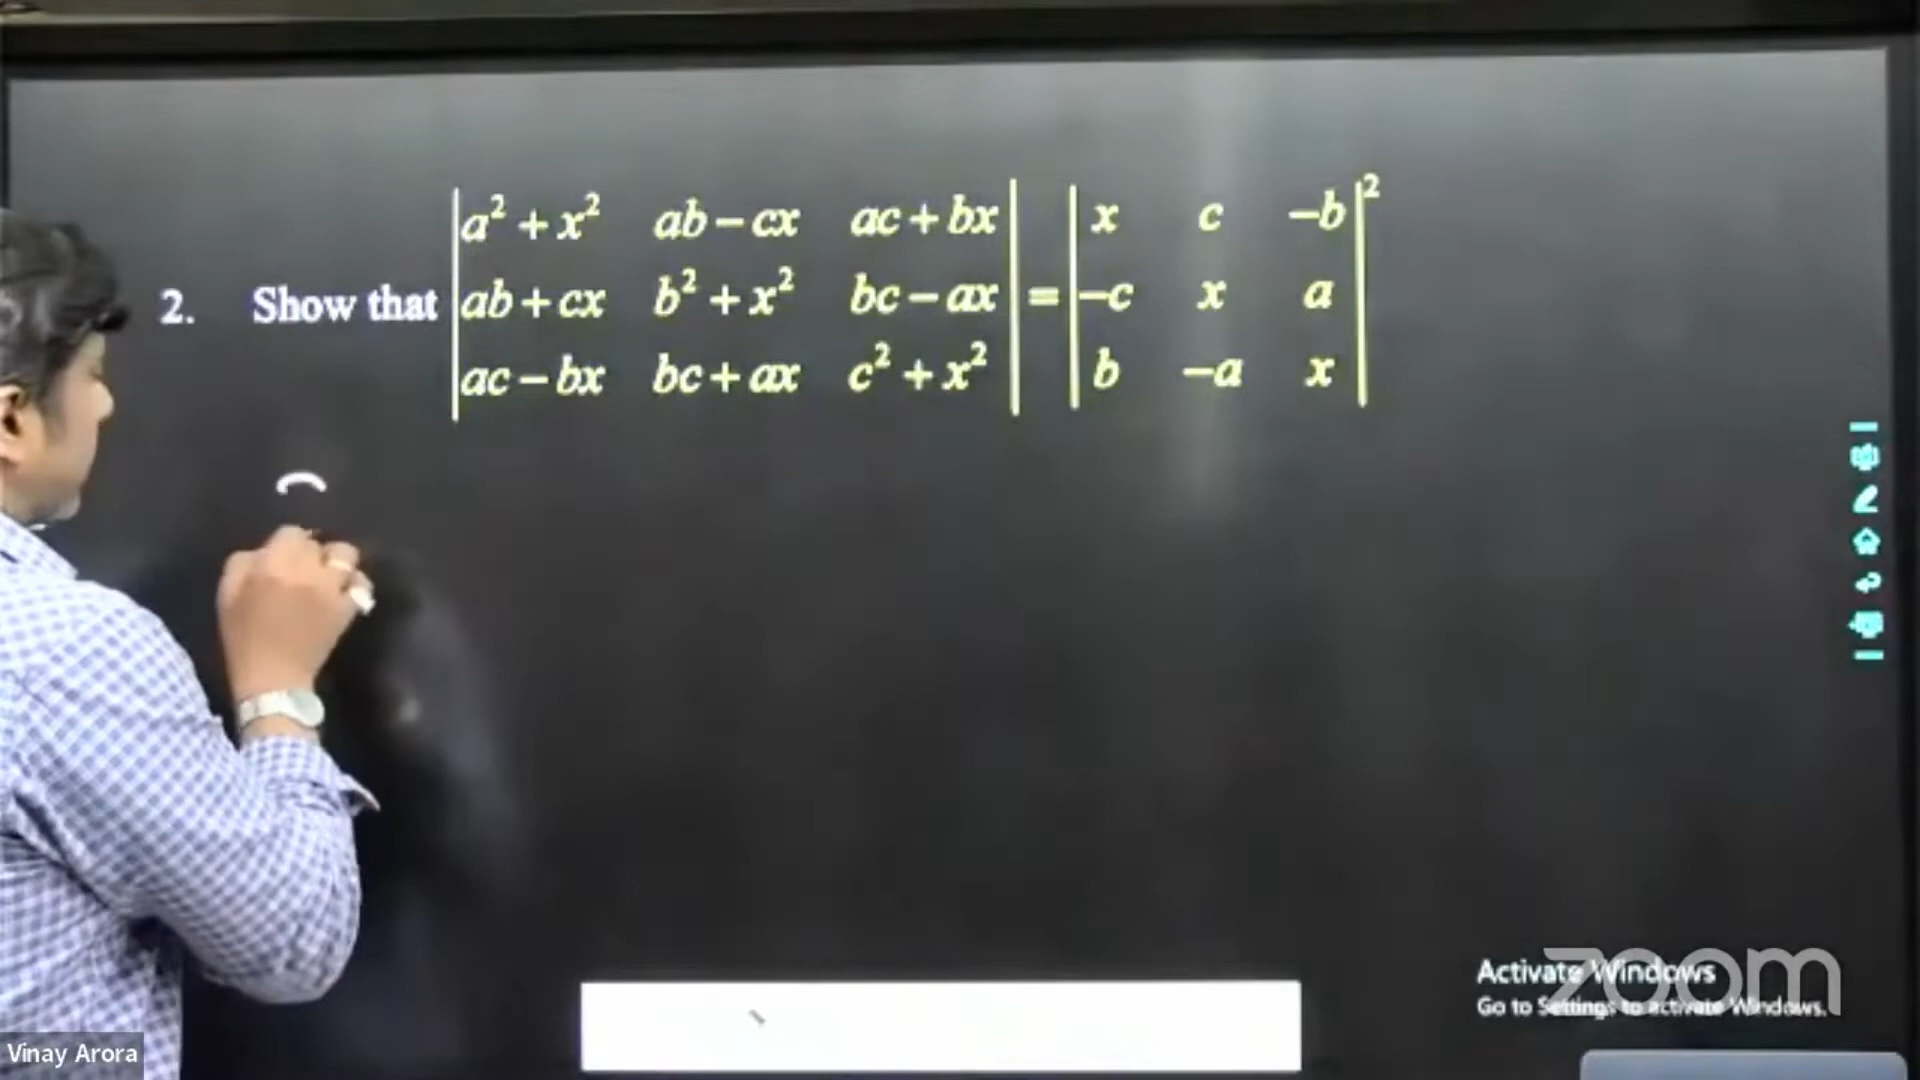 2. Show that |a² + x² ab − cx ac + bx| = |x c −b|²
|ab + cx b² + x² bc − ax| |−c x a|
|ac − bx bc + ax c² + x²| |b −a x|
zoom
Activate Windows
Go to Settings to activate Windows.
Vinay Arora